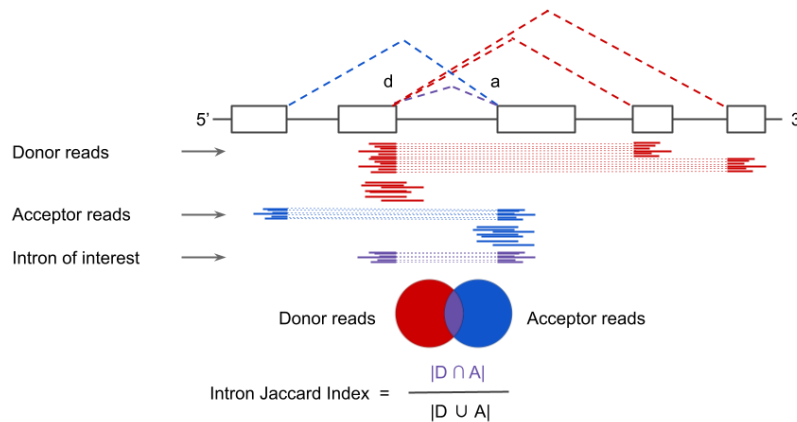 d
a
5'
3
Donor reads
Acceptor reads
Intron of interest
Donor reads
Acceptor reads
|D ∩ A|
Intron Jaccard Index =
|D ∪ A|